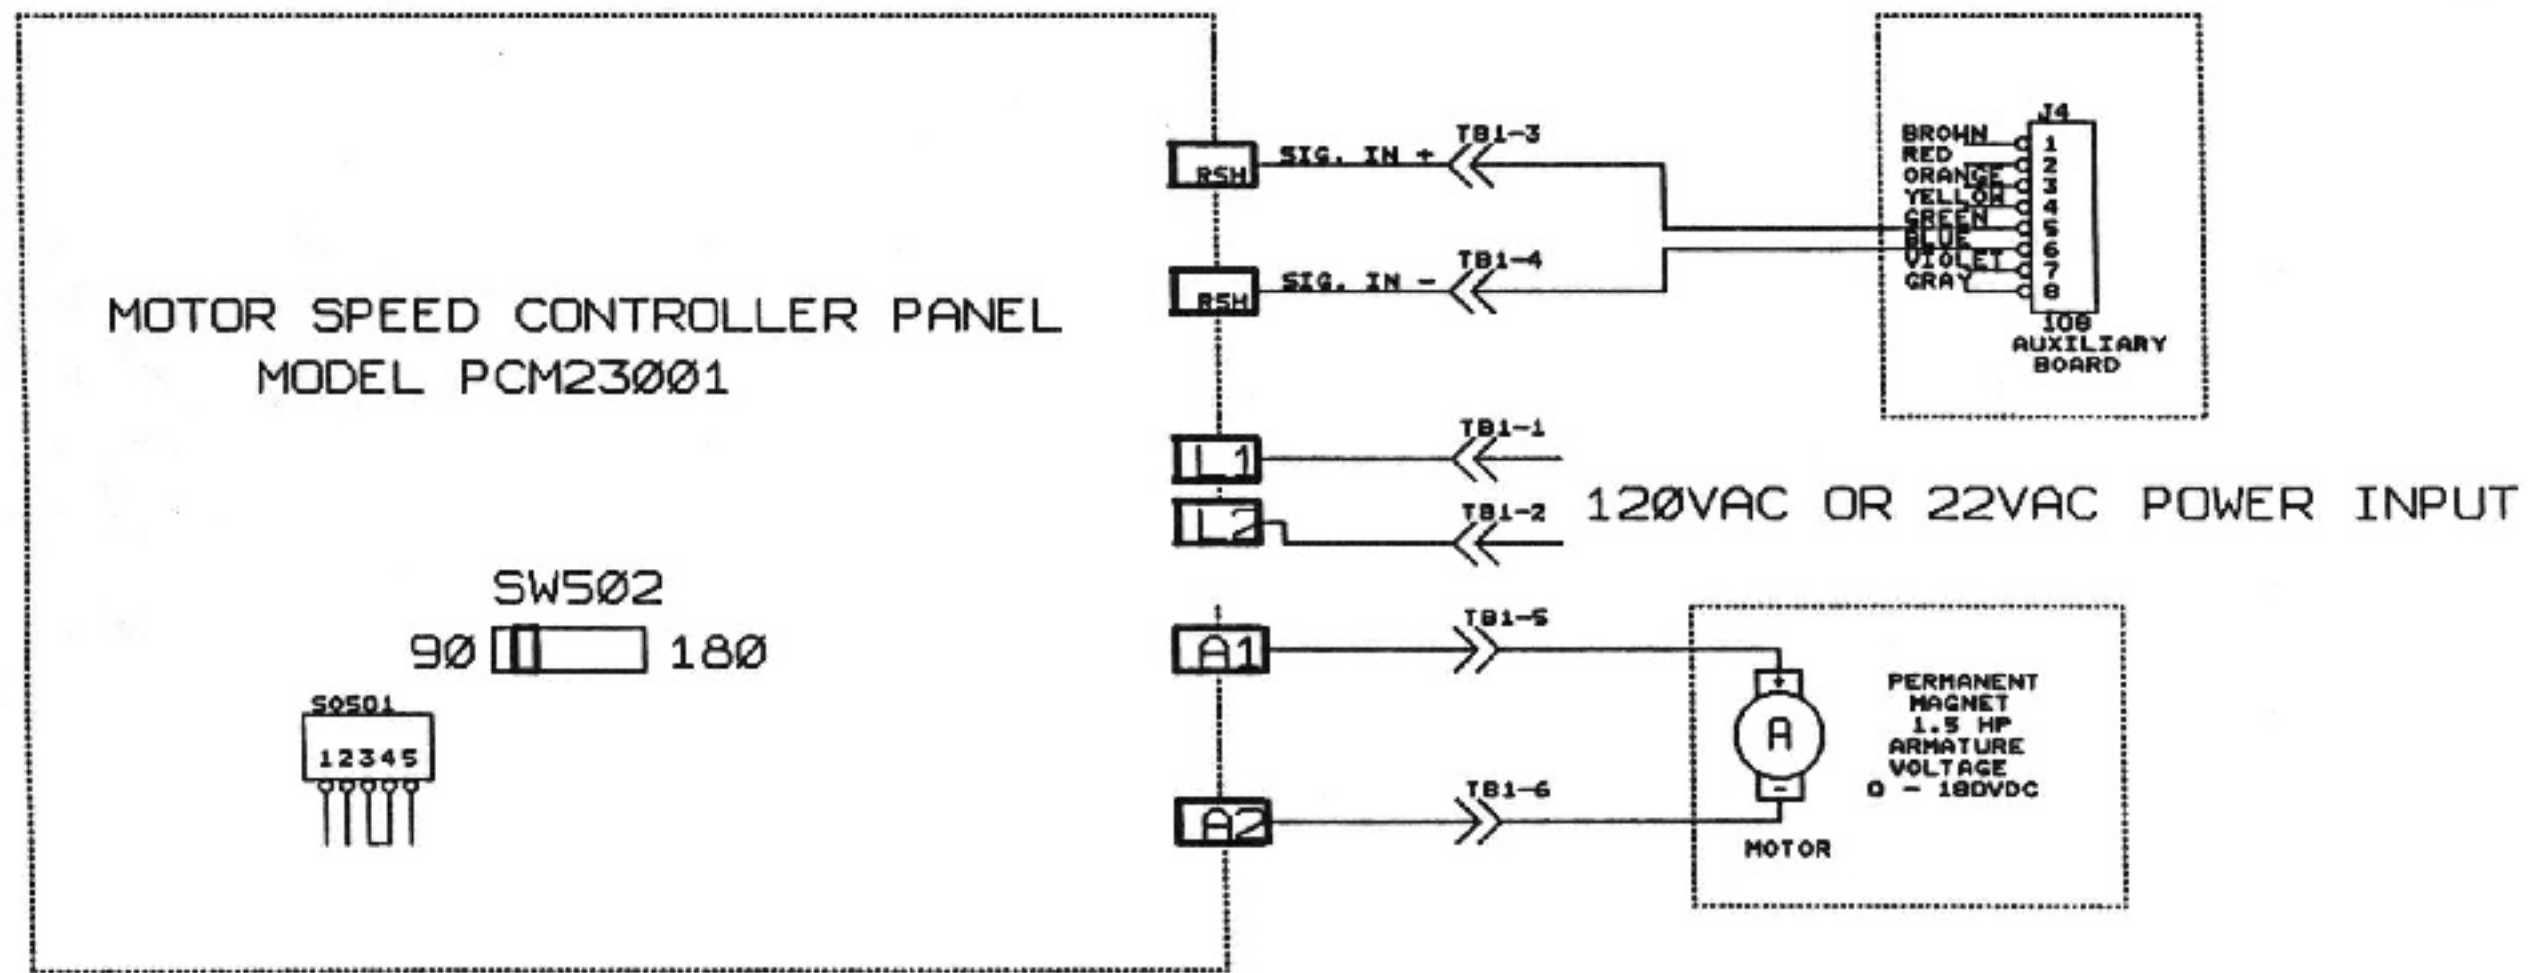 MOTOR SPEED CONTROLLER PANEL
MODEL PCM23001
SW502
90
180
SO501
12345
RSH
SIG. IN +
TB1-3
RSH
SIG. IN -
TB1-4
L1
TB1-1
L2
TB1-2
120VAC OR 22VAC POWER INPUT
A1
TB1-5
A2
TB1-6
J4
BROWN 1
RED 2
ORANGE 3
YELLOW 4
GREEN 5
BLUE 6
VIOLET 7
GRAY 8
108
AUXILIARY
BOARD
+
A
-
MOTOR
PERMANENT
MAGNET
1.5 HP
ARMATURE
VOLTAGE
0 - 180VDC